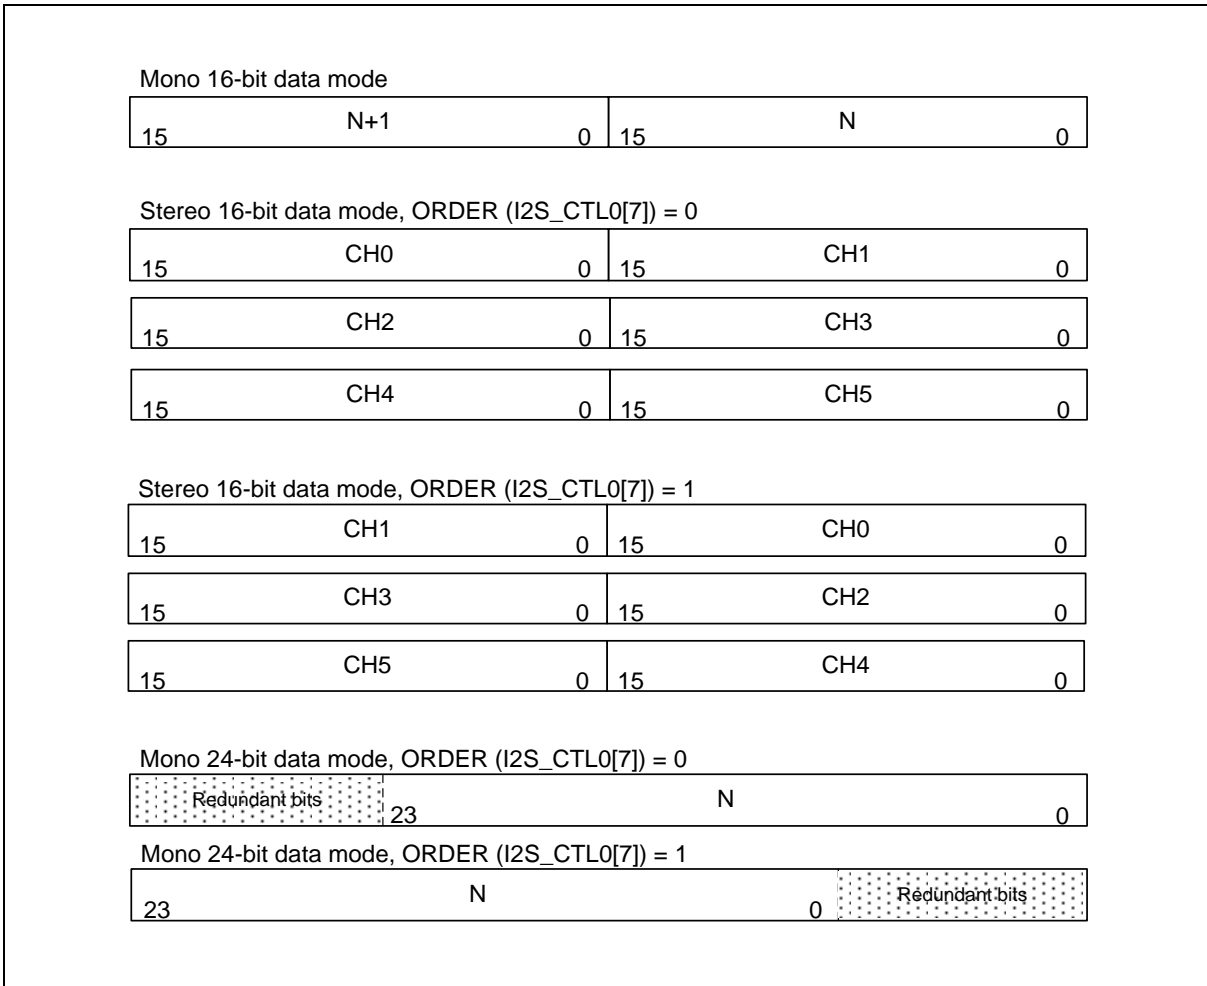 Mono 16-bit data mode
N+1 N
15 0 15 0
Stereo 16-bit data mode, ORDER (I2S_CTL0[7]) = 0
CH0 CH1
15 0 15 0
CH2 CH3
15 0 15 0
CH4 CH5
15 0 15 0
Stereo 16-bit data mode, ORDER (I2S_CTL0[7]) = 1
CH1 CH0
15 0 15 0
CH3 CH2
15 0 15 0
CH5 CH4
15 0 15 0
Mono 24-bit data mode, ORDER (I2S_CTL0[7]) = 0
Redundant bits N
23 0
Mono 24-bit data mode, ORDER (I2S_CTL0[7]) = 1
N Redundant bits
23 0